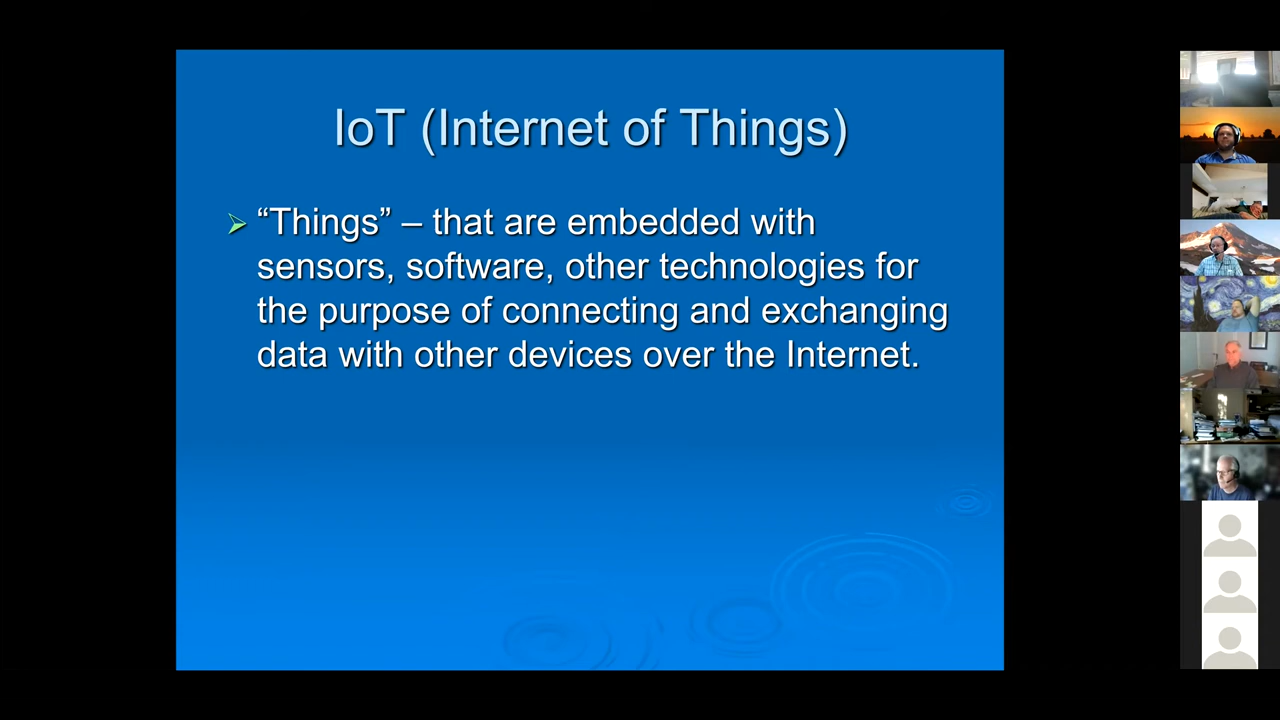 IoT (Internet of Things)
“Things” – that are embedded with
sensors, software, other technologies for
the purpose of connecting and exchanging
data with other devices over the Internet.